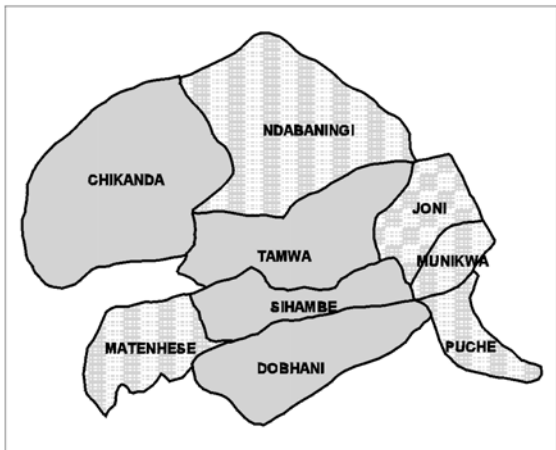 NDABANINGI
CHIKANDA
JONI
TAMWA
MUNIKWA
SIHAMBE
MATENHESE
PUCHE
DOBHANI